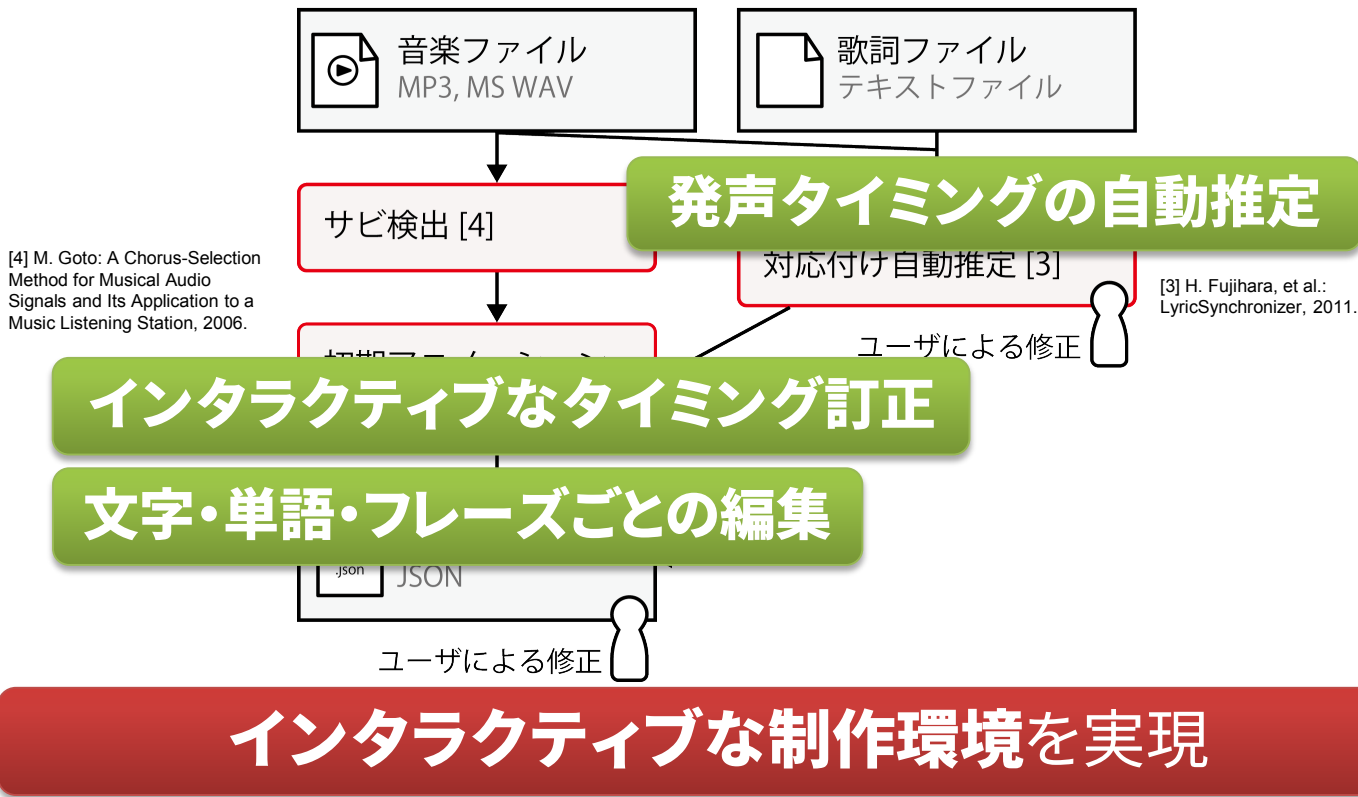 音楽ファイル
MP3, MS WAV
歌詞ファイル
テキストファイル
発声タイミングの自動推定
サビ検出 [4]
対応付け自動推定 [3]
[4] M. Goto: A Chorus-Selection
Method for Musical Audio
Signals and Its Application to a
Music Listening Station, 2006.
[3] H. Fujihara, et al.:
LyricSynchronizer, 2011.
ユーザによる修正
インタラクティブなタイミング訂正
文字・単語・フレーズごとの編集
.json
JSON
ユーザによる修正
インタラクティブな制作環境を実現